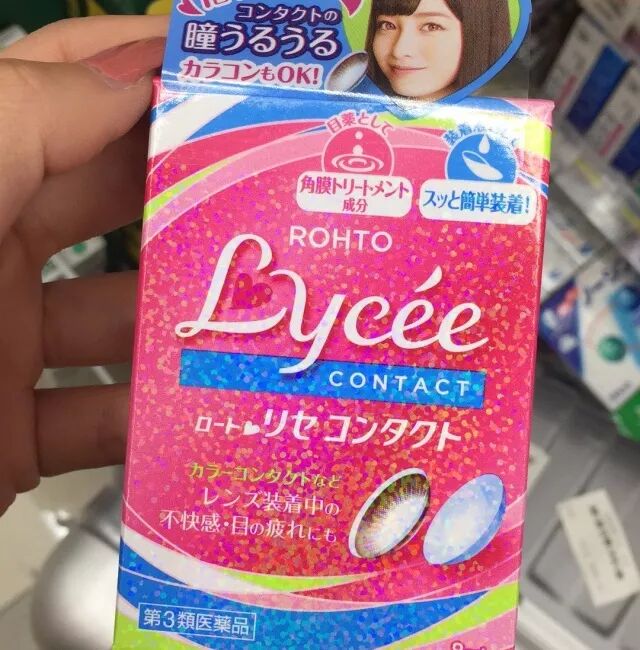 コンタクトの
瞳うるうる
カラコンもOK!
目薬として
角膜トリートメント
成分
スッと簡単装着!
ROHTO
Lycée
CONTACT
ロート リセ コンタクト
カラーコンタクトなど
レンズ装着中の
不快感・目の疲れにも
第3類医薬品